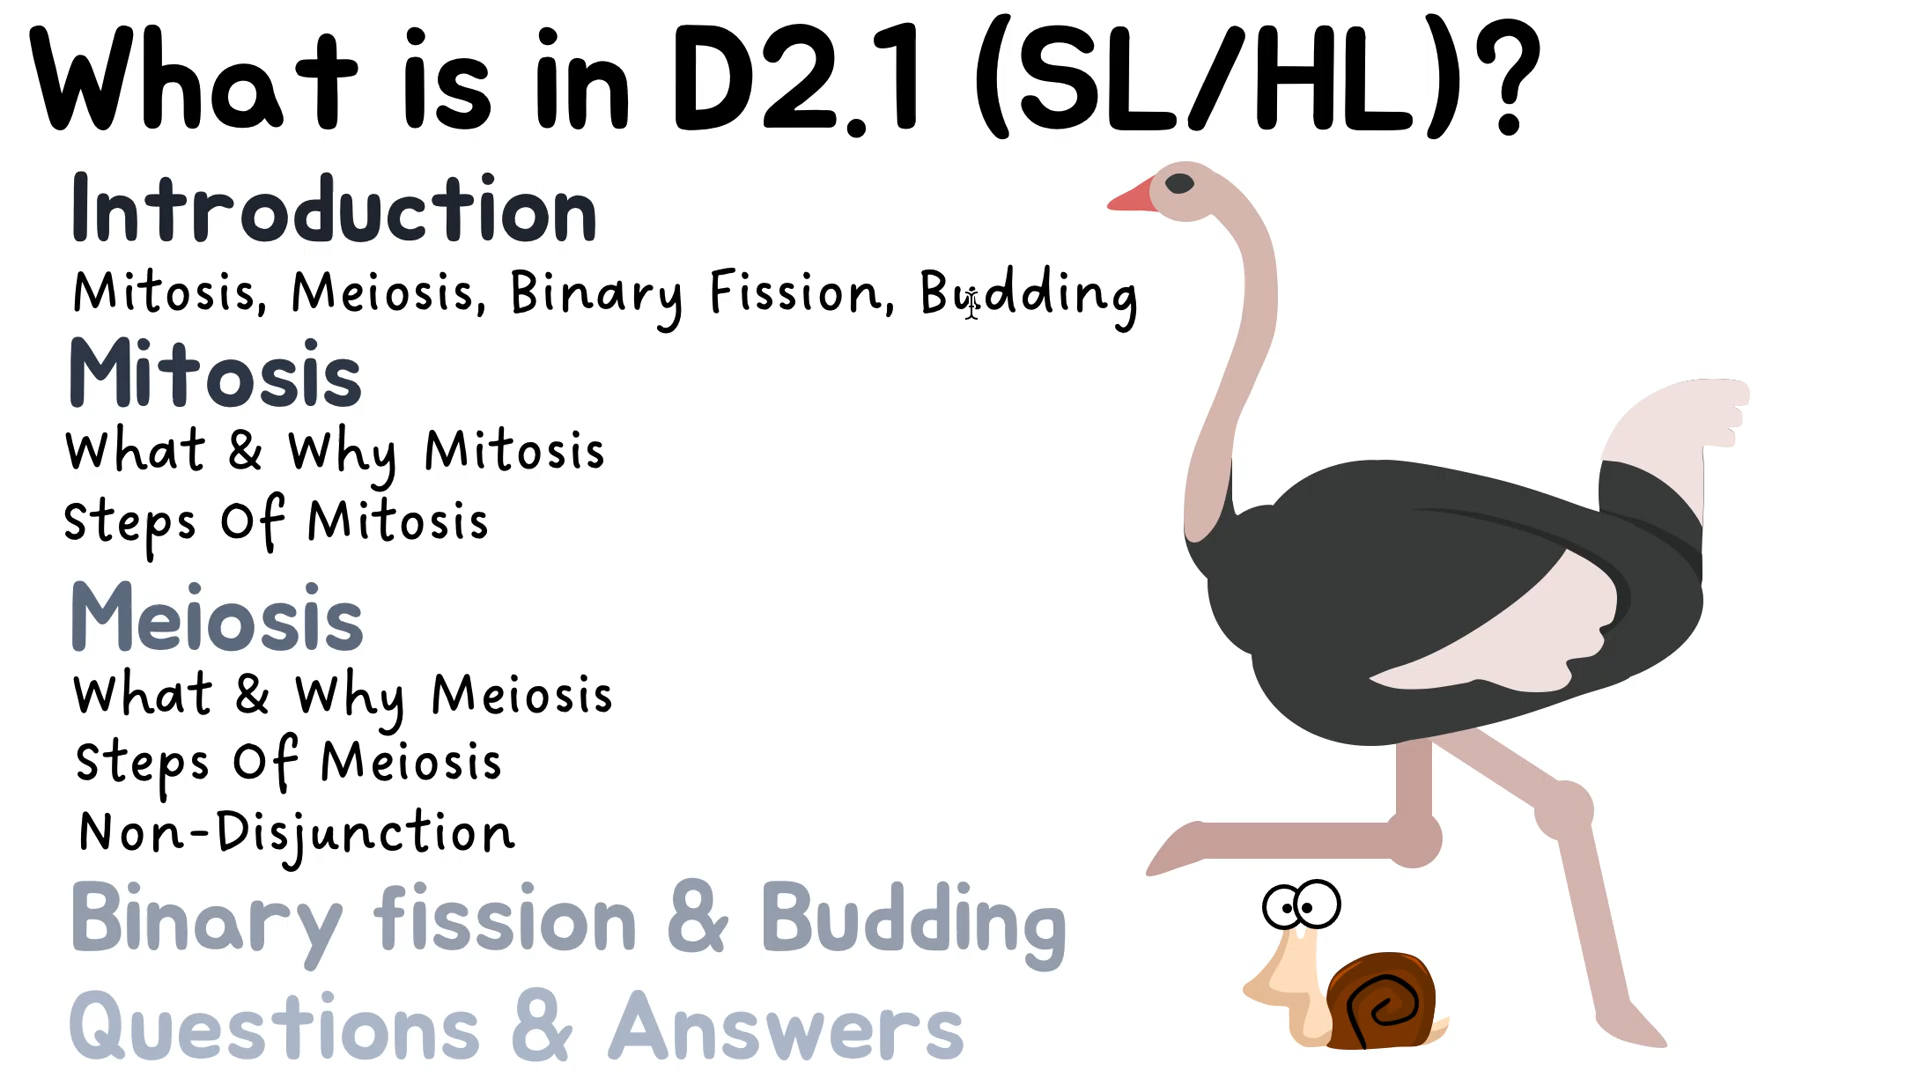 What is in D2.1 (SL/HL)?
Introduction
Mitosis, Meiosis, Binary Fission, Budding
Mitosis
What & Why Mitosis
Steps Of Mitosis
Meiosis
What & Why Meiosis
Steps Of Meiosis
Non-Disjunction
Binary fission & Budding
Questions & Answers